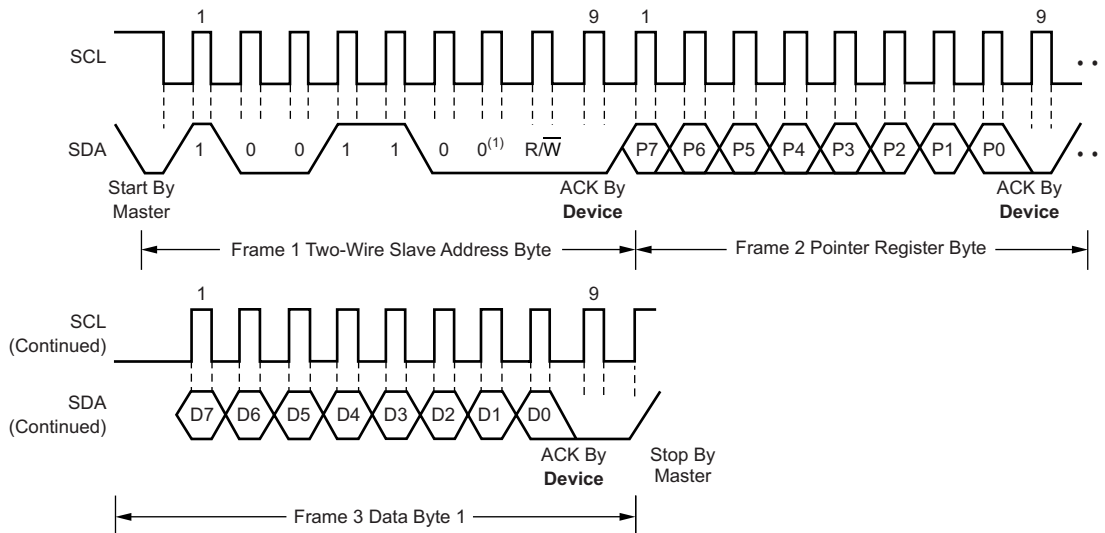 1 9 1 9
SCL
SDA 1 0 0 1 1 0 0(1) R/W̅ P7 P6 P5 P4 P3 P2 P1 P0
Start By
Master
ACK By
Device
ACK By
Device
Frame 1 Two-Wire Slave Address Byte
Frame 2 Pointer Register Byte
1 9
SCL
(Continued)
SDA
(Continued)
D7 D6 D5 D4 D3 D2 D1 D0
ACK By
Device
Stop By
Master
Frame 3 Data Byte 1